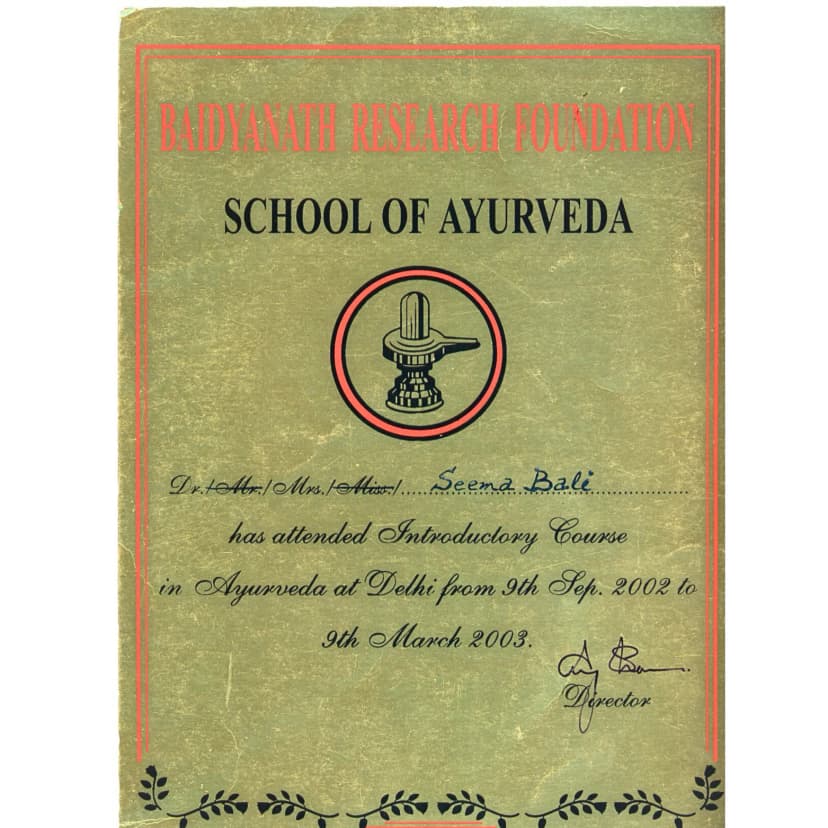 BAIDYANATH RESEARCH FOUNDATION
SCHOOL OF AYURVEDA
Dr./Mr./Mrs./Miss./ Seema Bali
has attended Introductory Course
in Ayurveda at Delhi from 9th Sep. 2002 to
9th March 2003.
Director